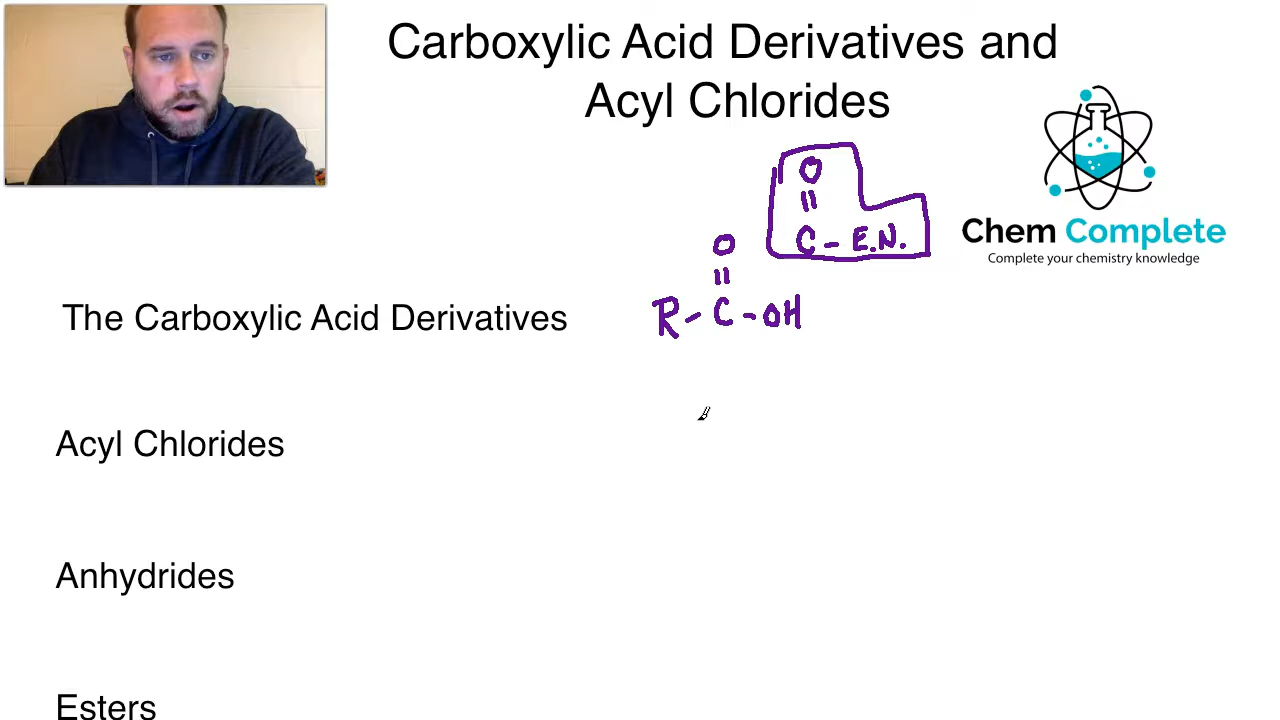 Carboxylic Acid Derivatives and
Acyl Chlorides
O
||
C - E.N.
Chem Complete
Complete your chemistry knowledge
O
||
R - C - OH
The Carboxylic Acid Derivatives
Acyl Chlorides
Anhydrides
Esters